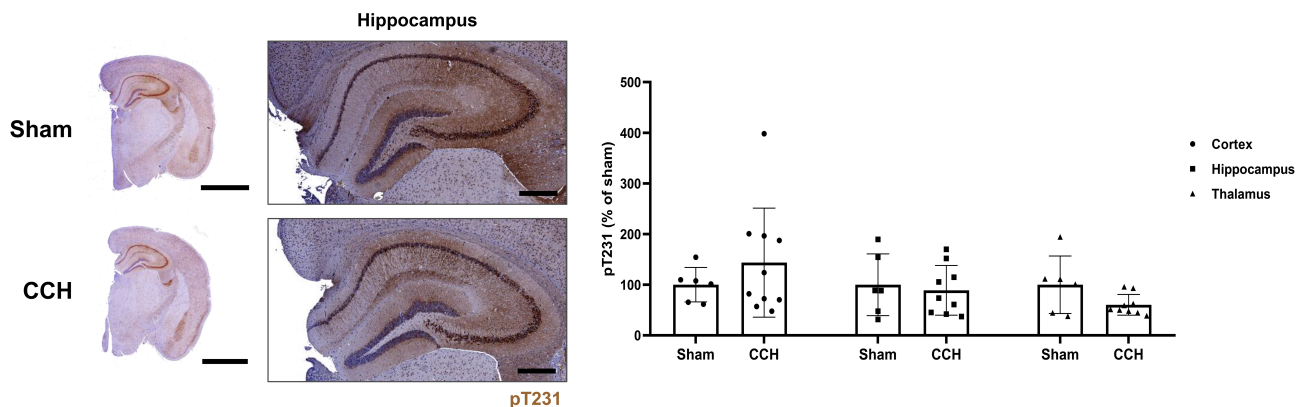 Hippocampus
Sham
CCH
pT231
pT231 (% of sham)
500
400
300
200
100
0
Sham CCH Sham CCH Sham CCH
Cortex
Hippocampus
Thalamus